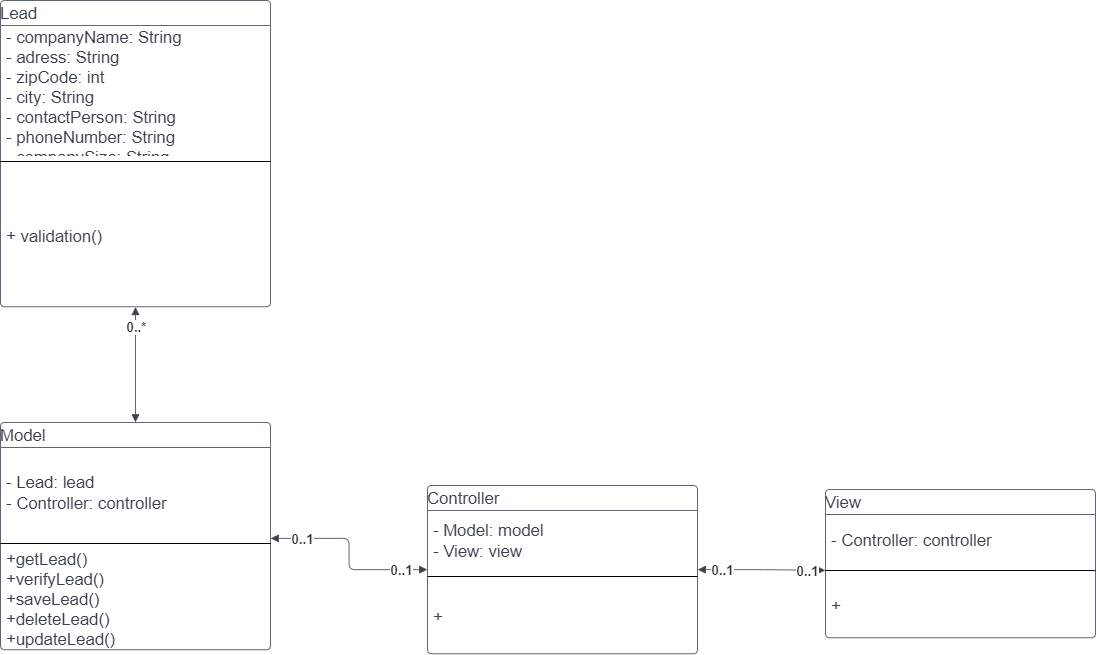 Lead
- companyName: String
- adress: String
- zipCode: int
- city: String
- contactPerson: String
- phoneNumber: String
- companySize: String
+ validation()
0..*
Model
- Lead: lead
- Controller: controller
+getLead()
+verifyLead()
+saveLead()
+deleteLead()
+updateLead()
0..1
0..1
Controller
- Model: model
- View: view
+
0..1
0..1
View
- Controller: controller
+